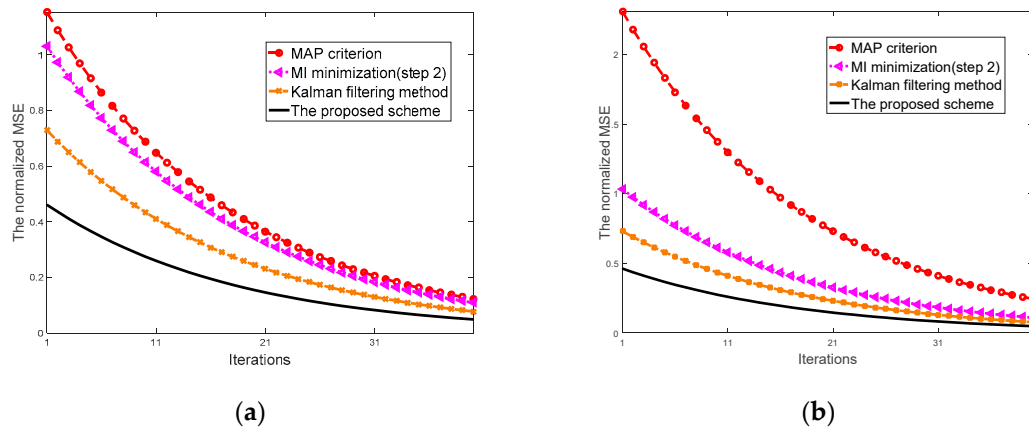 1
0.8
0.6
0.4
0.2
0
The normalized MSE
MAP criterion
MI minimization(step 2)
Kalman filtering method
The proposed scheme
1 11 21 31
Iterations
(a)
2
1.5
1
0.5
0
The normalized MSE
MAP criterion
MI minimization(step 2)
Kalman filtering method
The proposed scheme
1 11 21 31
Iterations
(b)